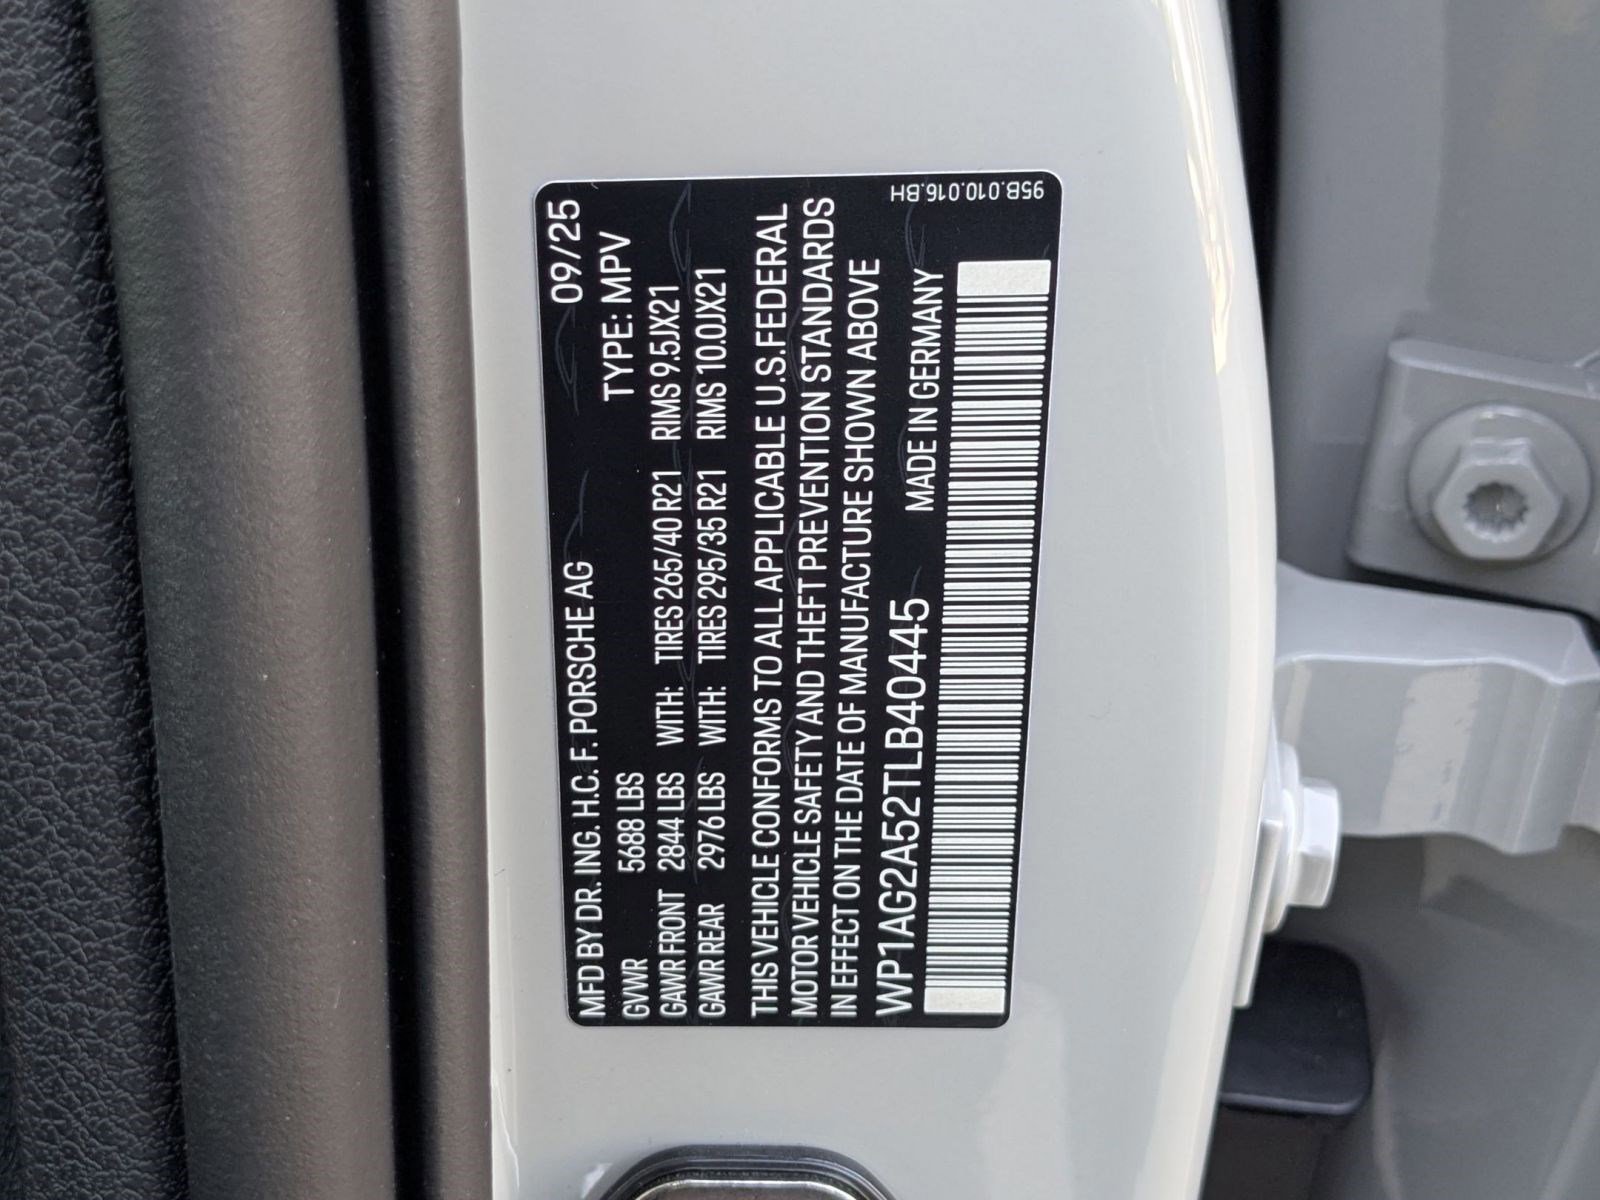 MFD BY DR. ING. H.C. F. PORSCHE AG 09/25
GVWR 5688 LBS TYPE: MPV
GAWR FRONT 2844 LBS WITH: TIRES 265/40 R21 RIMS 9.5JX21
GAWR REAR 2976 LBS WITH: TIRES 295/35 R21 RIMS 10.0JX21
THIS VEHICLE CONFORMS TO ALL APPLICABLE U.S.FEDERAL
MOTOR VEHICLE SAFETY AND THEFT PREVENTION STANDARDS
IN EFFECT ON THE DATE OF MANUFACTURE SHOWN ABOVE
WP1AG2A52TLB40445 MADE IN GERMANY
95B.010.016.BH